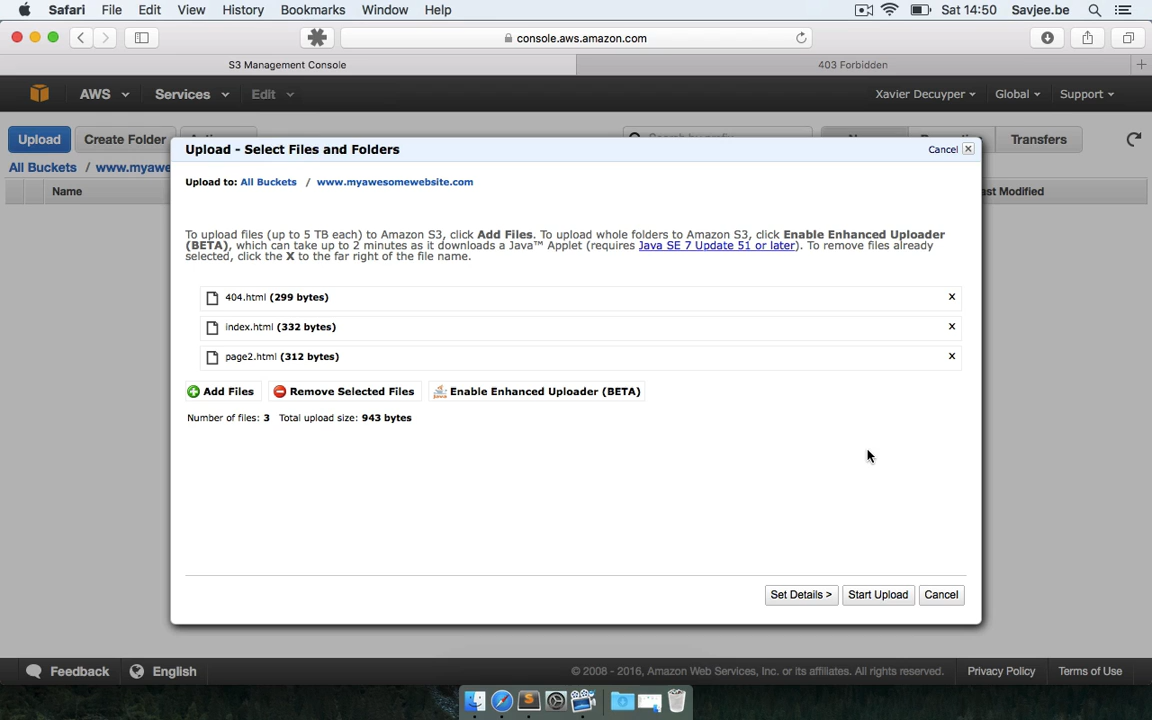 Safari File Edit View History Bookmarks Window Help Sat 14:50 Savjee.be
console.aws.amazon.com
S3 Management Console 403 Forbidden
AWS Services Edit Xavier Decuyper Global Support
Upload Create Folder Transfers
All Buckets / www.myawe
Name ast Modified
Upload - Select Files and Folders Cancel x
Upload to: All Buckets / www.myawesomewebsite.com
To upload files (up to 5 TB each) to Amazon S3, click Add Files. To upload whole folders to Amazon S3, click Enable Enhanced Uploader
(BETA), which can take up to 2 minutes as it downloads a Java™ Applet (requires Java SE 7 Update 51 or later). To remove files already
selected, click the X to the far right of the file name.
404.html (299 bytes) x
index.html (332 bytes) x
page2.html (312 bytes) x
Add Files Remove Selected Files Enable Enhanced Uploader (BETA)
Number of files: 3 Total upload size: 943 bytes
Set Details > Start Upload Cancel
Feedback English © 2008 - 2016, Amazon Web Services, Inc. or its affiliates. All rights reserved. Privacy Policy Terms of Use